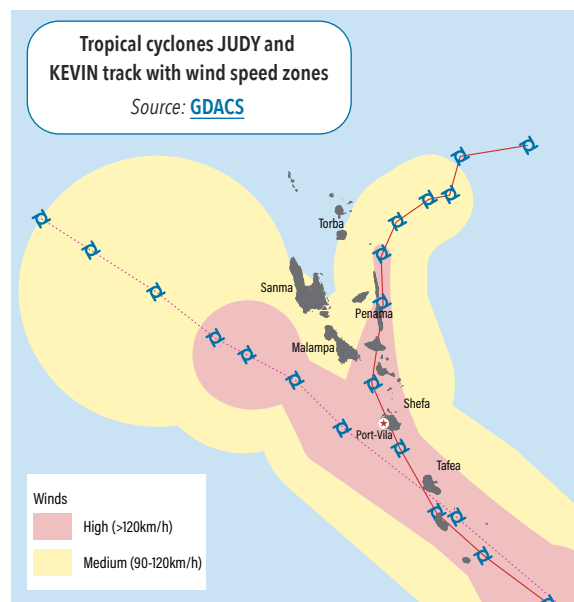 Tropical cyclones JUDY and
KEVIN track with wind speed zones
Source: GDACS
Torba
Sanma
Penama
Malampa
Shefa
Port-Vila
Tafea
Winds
High (>120km/h)
Medium (90-120km/h)